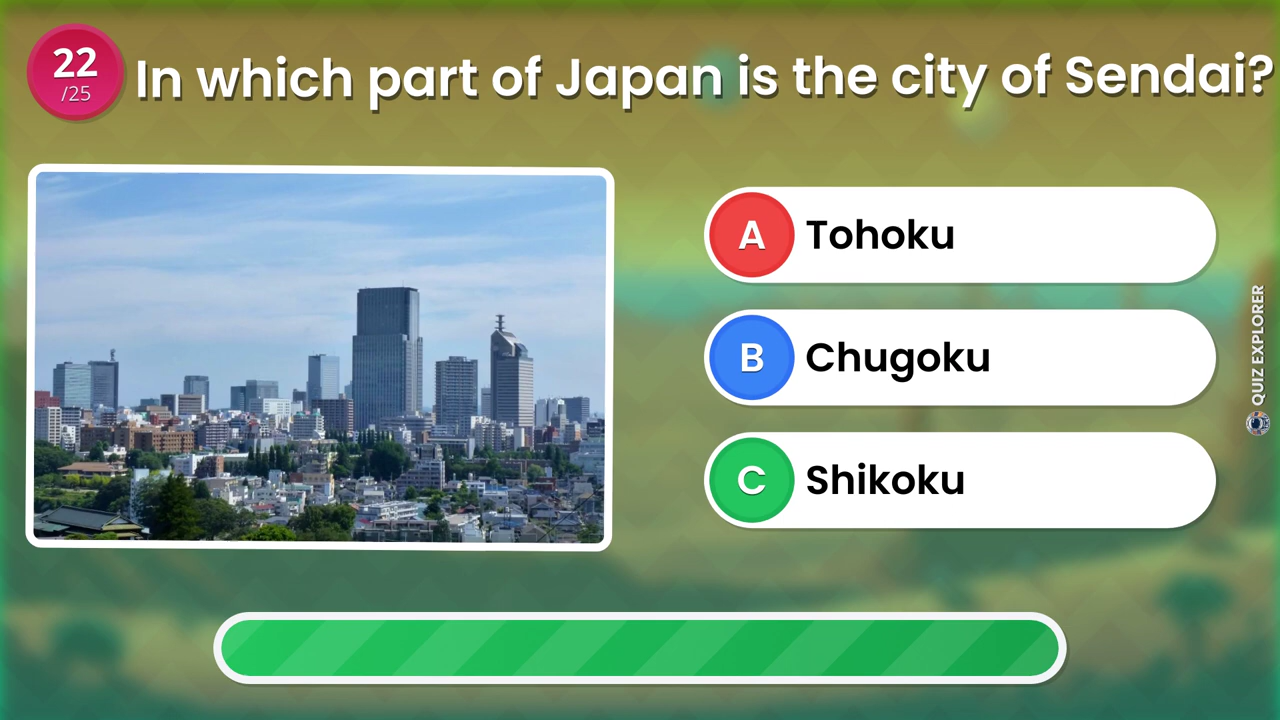 22
/25
In which part of Japan is the city of Sendai?
A Tohoku
B Chugoku
C Shikoku
QUIZ EXPLORER